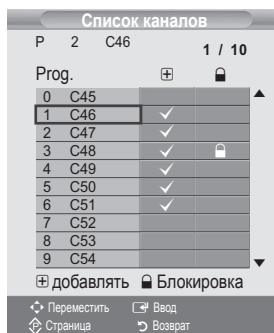 Список каналов
P 2 C46
1 / 10
Prog.
0 C45
1 C46
2 C47
3 C48
4 C49
5 C50
6 C51
7 C52
8 C53
9 C54
добавлять Блокировка
Переместить Ввод
Страница Возврат